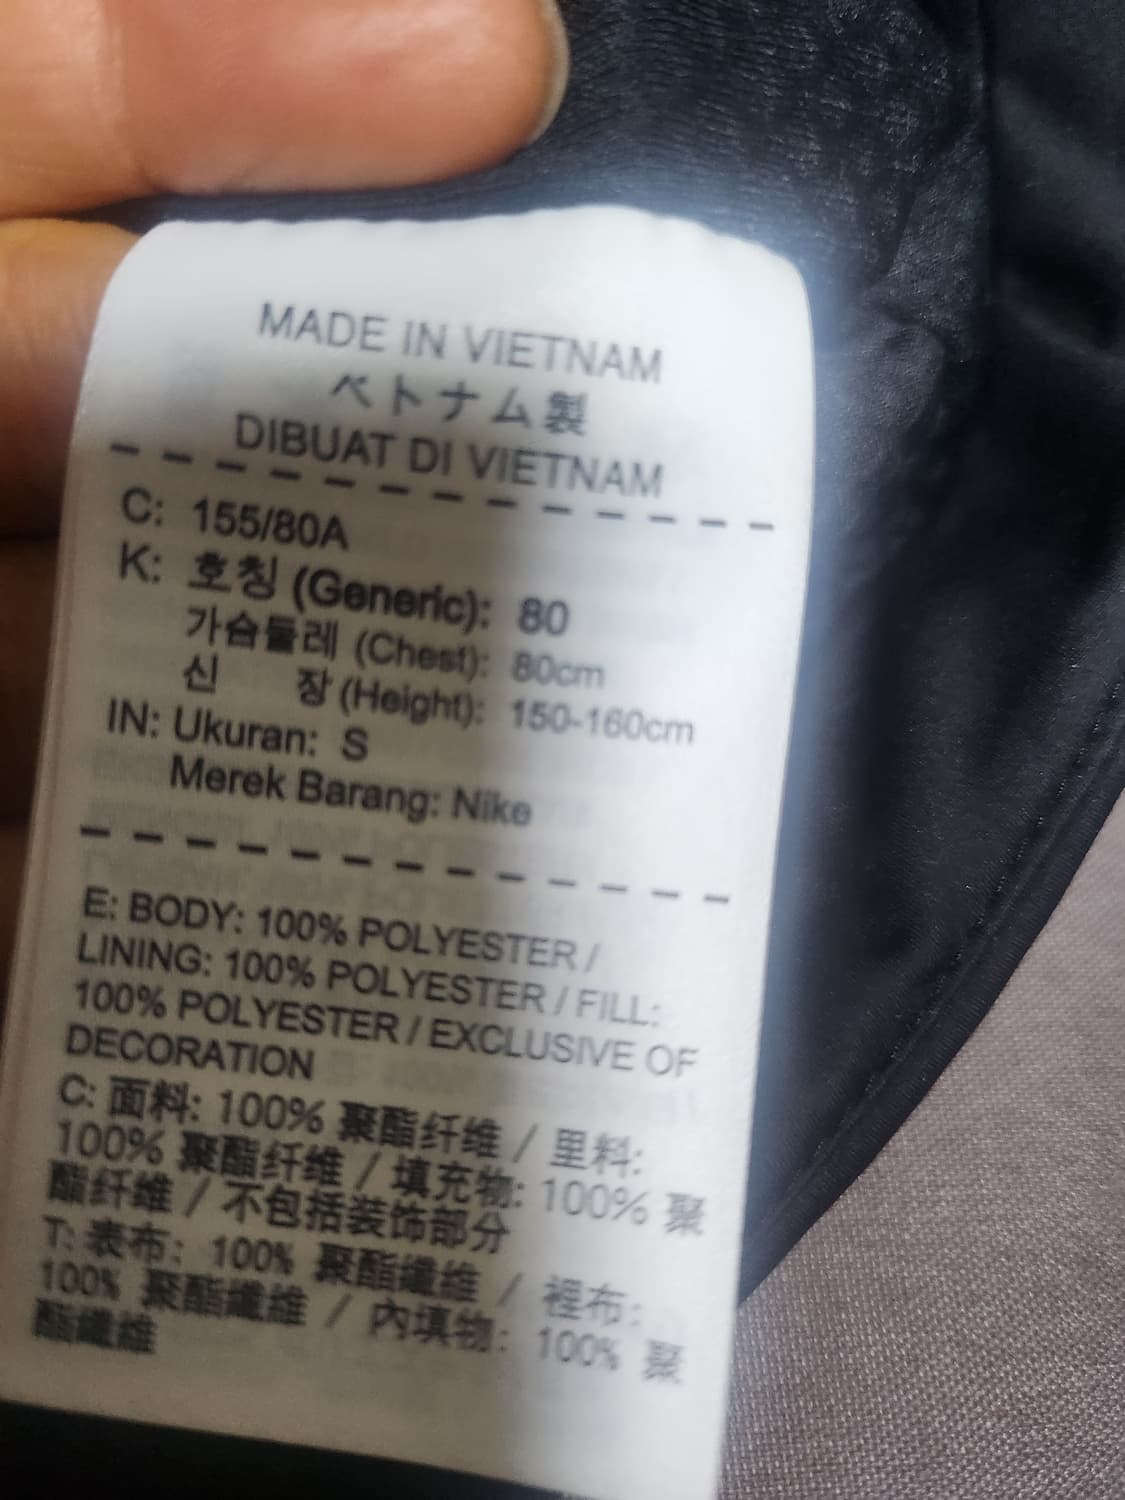 MADE IN VIETNAM
ベトナム製
DIBUAT DI VIETNAM
C: 155/80A
K: 호칭 (Generic): 80
가슴둘레 (Chest): 80cm
신 장 (Height): 150-160cm
IN: Ukuran: S
Merek Barang: Nike
E: BODY: 100% POLYESTER /
LINING: 100% POLYESTER / FILL:
100% POLYESTER / EXCLUSIVE OF
DECORATION
C: 面料: 100% 聚酯纤维 / 里料:
100% 聚酯纤维 / 填充物: 100% 聚
酯纤维 / 不包括装饰部分
T: 表布: 100% 聚酯纖維 / 裡布:
100% 聚酯纖維 / 內填物: 100% 聚
酯纖維